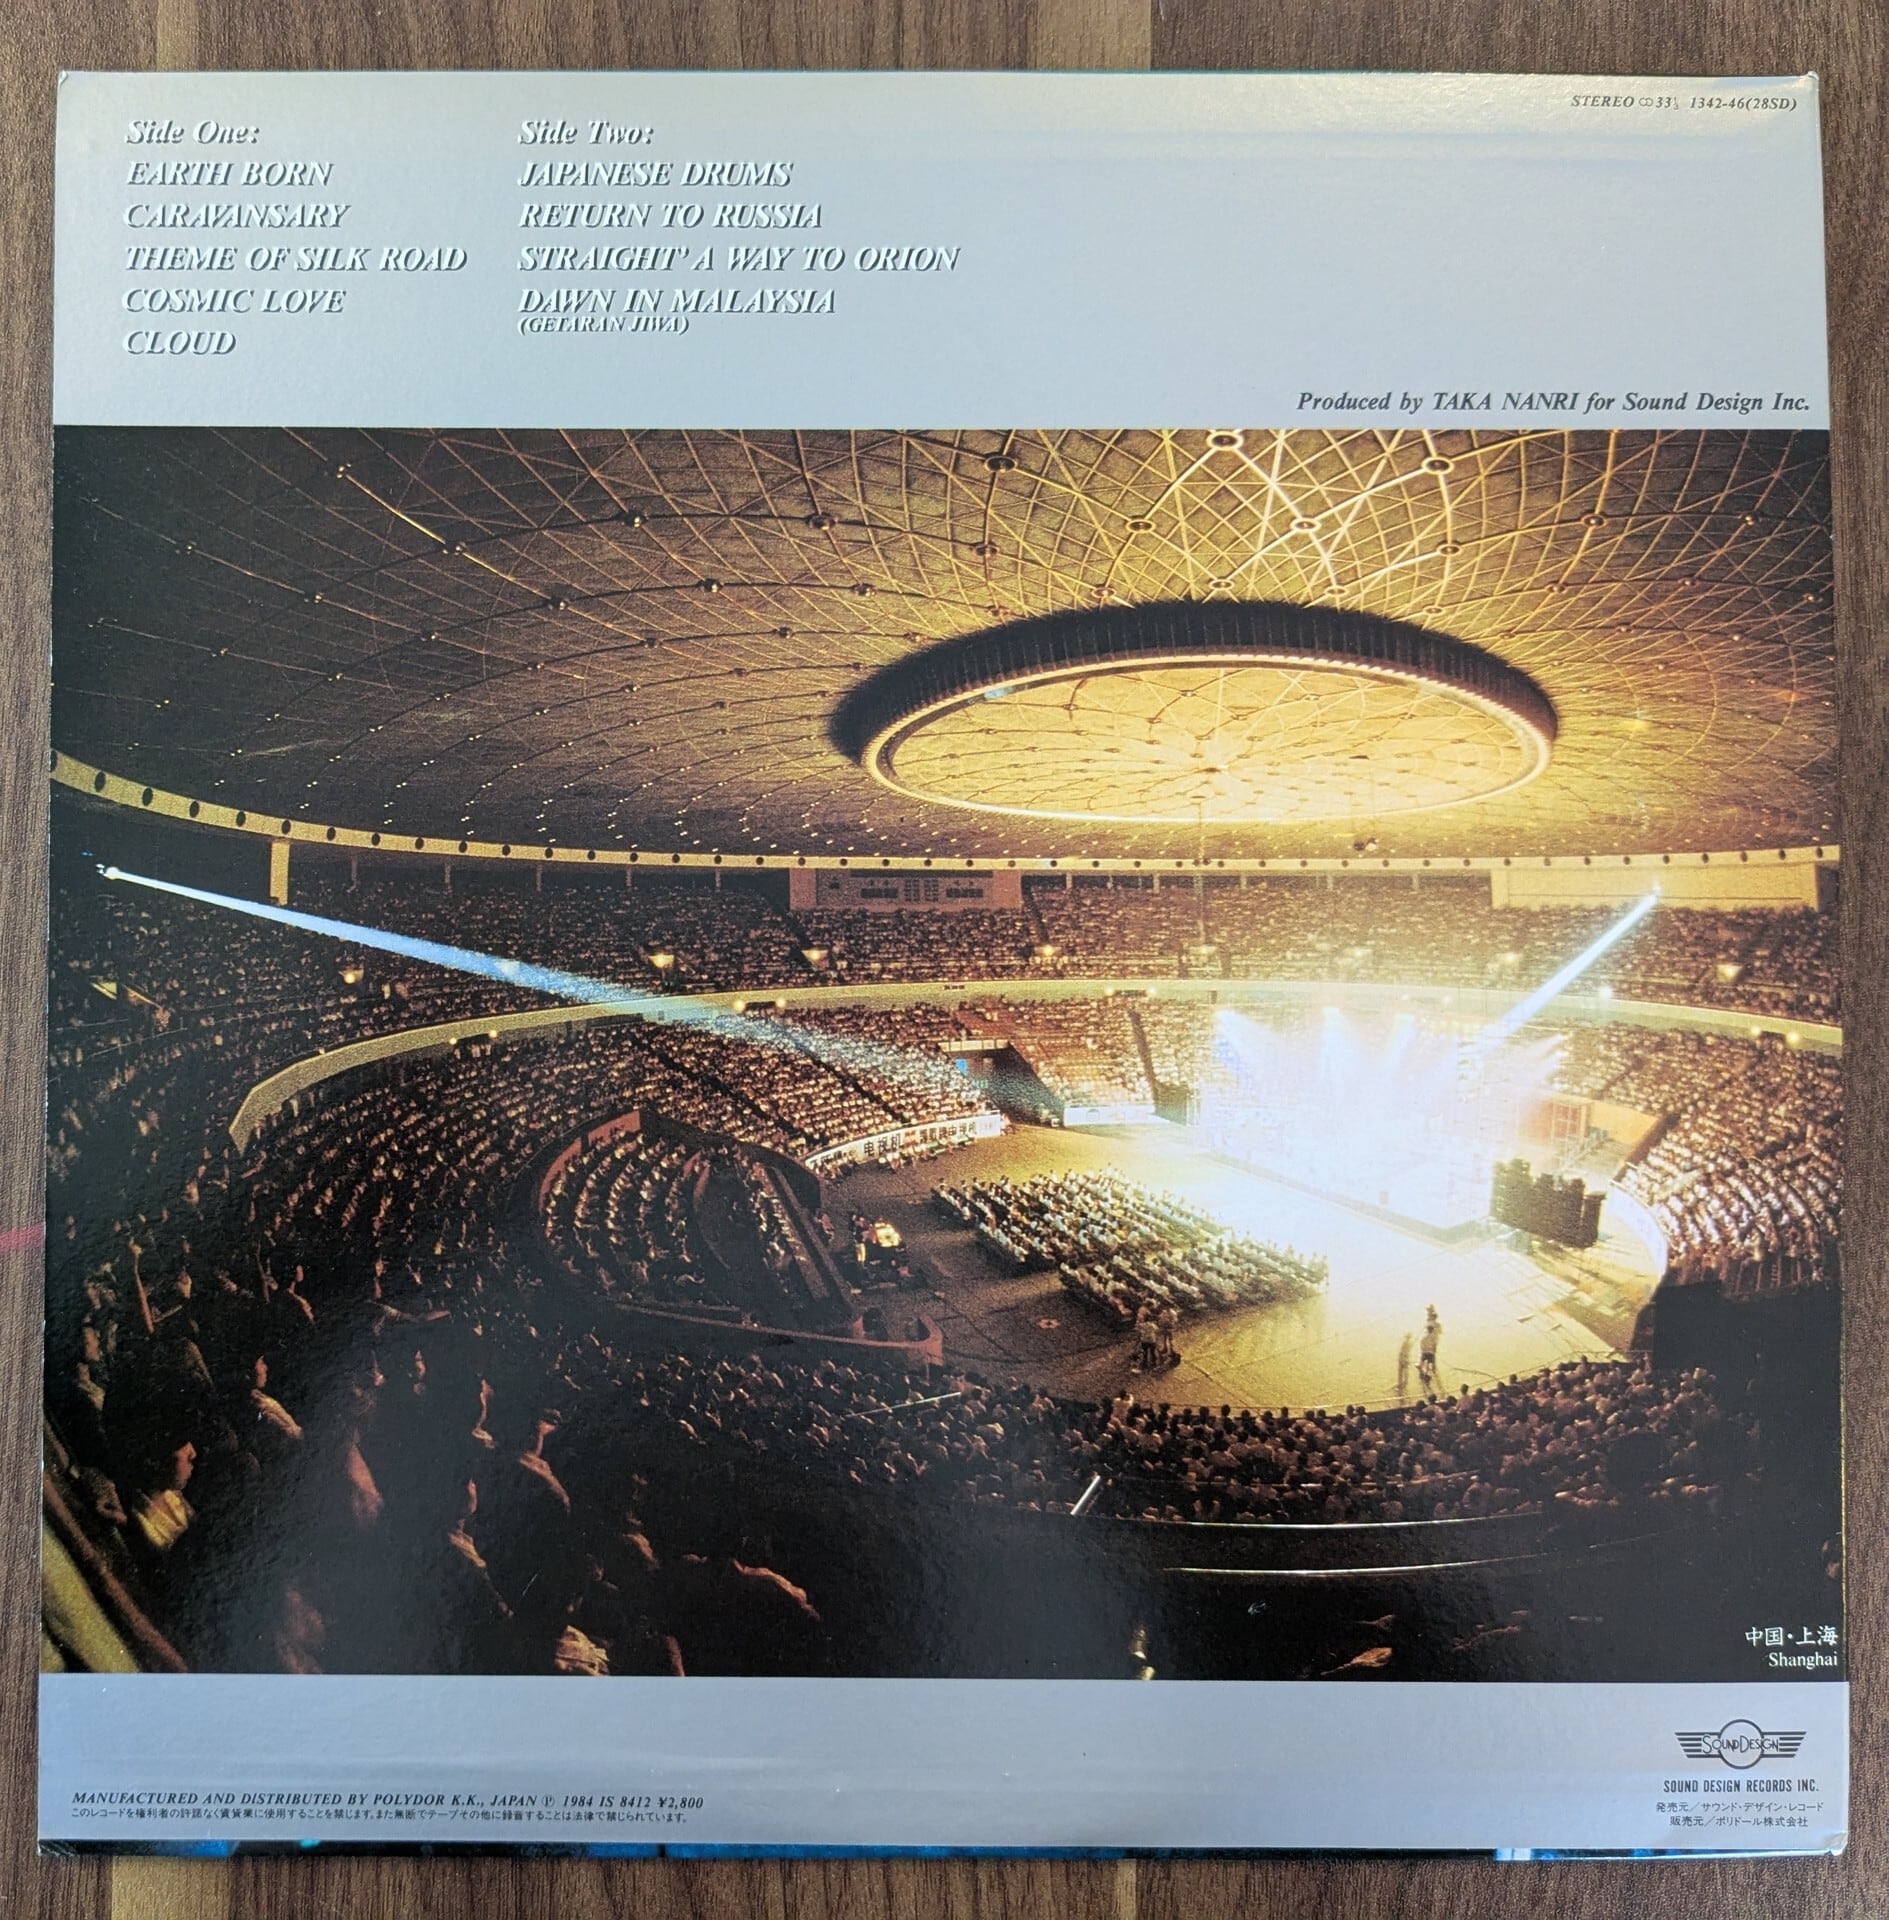 STEREO ∞ 33⅓ 1342-46(28SD)
Side One:
EARTH BORN
CARAVANSARY
THEME OF SILK ROAD
COSMIC LOVE
CLOUD
Side Two:
JAPANESE DRUMS
RETURN TO RUSSIA
STRAIGHT' A WAY TO ORION
DAWN IN MALAYSIA
(GETARAN JIWA)
Produced by TAKA NANRI for Sound Design Inc.
电视机
中国・上海
Shanghai
SOUND DESIGN
SOUND DESIGN RECORDS INC.
発売元／サウンド・デザイン・レコード
販売元／ポリドール株式会社
MANUFACTURED AND DISTRIBUTED BY POLYDOR K.K., JAPAN Ⓟ 1984 IS 8412 ¥2,800
このレコードを権利者の許諾なく賃貸業に使用することを禁じます。また無断でテープその他に録音することは法律で禁じられています。